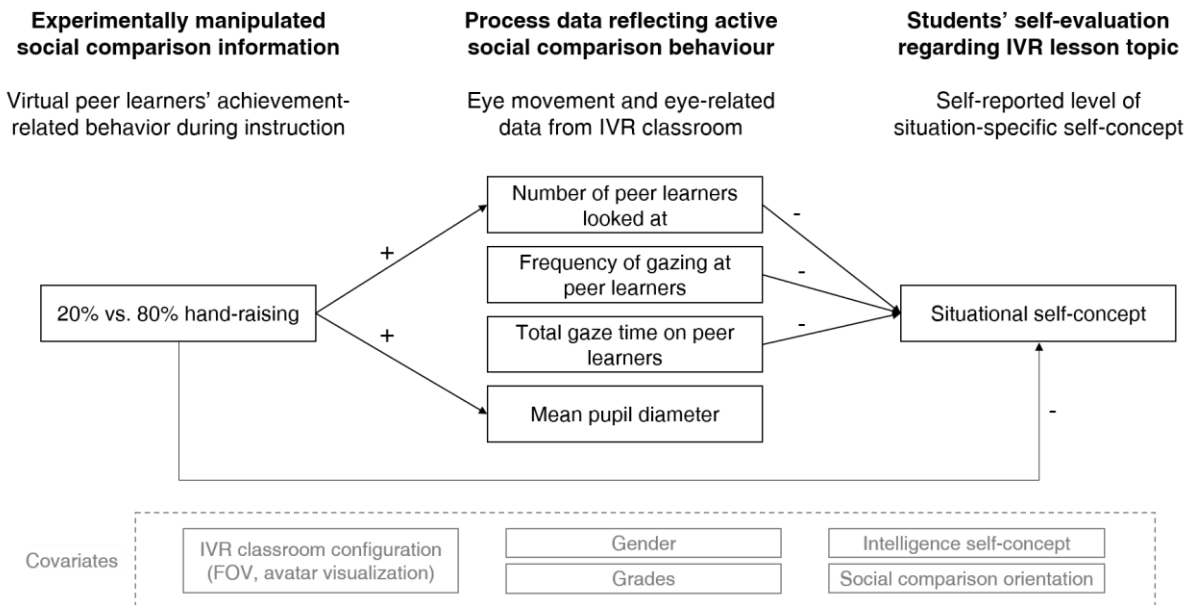 Experimentally manipulated
social comparison information
Virtual peer learners’ achievement-
related behavior during instruction
Process data reflecting active
social comparison behaviour
Eye movement and eye-related
data from IVR classroom
Students’ self-evaluation
regarding IVR lesson topic
Self-reported level of
situation-specific self-concept
20% vs. 80% hand-raising
+
+
Number of peer learners
looked at
Frequency of gazing at
peer learners
Total gaze time on peer
learners
Mean pupil diameter
-
-
-
Situational self-concept
-
Covariates
IVR classroom configuration
(FOV, avatar visualization)
Gender
Grades
Intelligence self-concept
Social comparison orientation